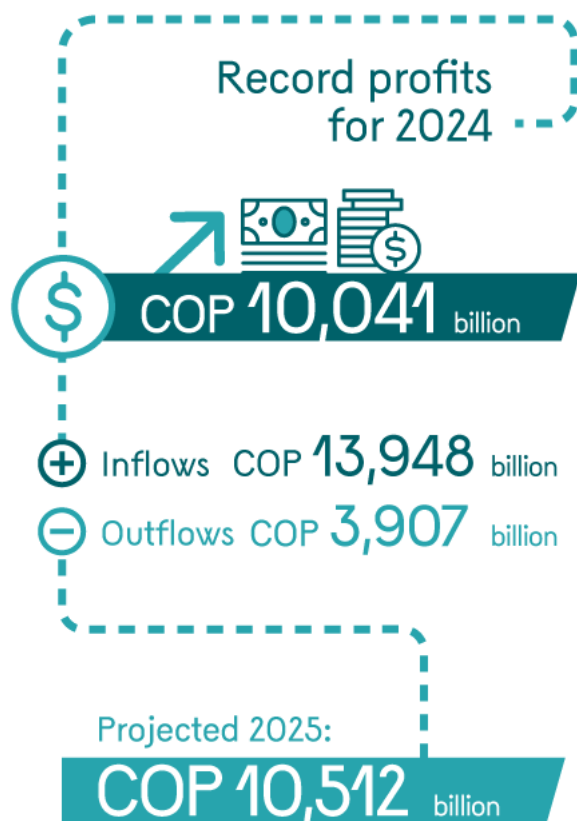 Record profits
for 2024
$
$
COP 10,041 billion
+ Inflows COP 13,948 billion
− Outflows COP 3,907 billion
Projected 2025:
COP 10,512 billion